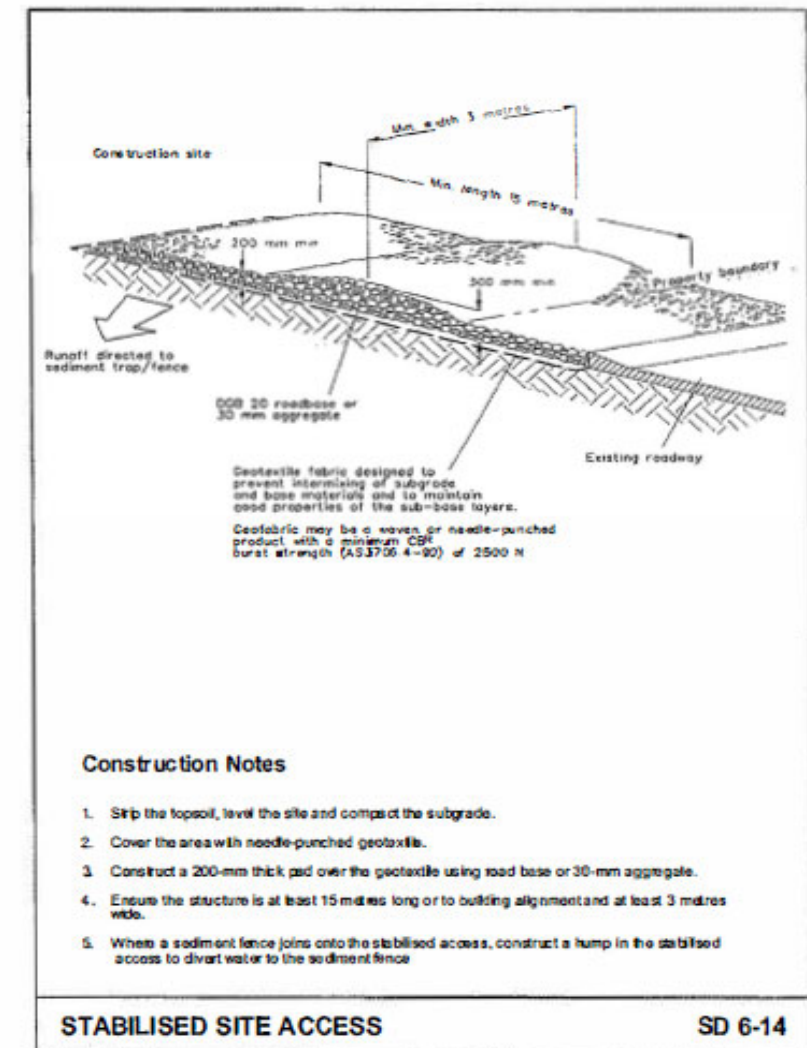 Min. width 3 metres
Construction site
Min. length 15 metres
200 mm min
300 mm min
Property boundary
Runoff directed to
sediment trap/fence
DGB 20 roadbase or
30 mm aggregate
Existing roadway
Geotextile fabric designed to
prevent intermixing of subgrade
and base materials and to maintain
good properties of the sub-base layers.
Geofabric may be a woven or needle-punched
product with a minimum CBR
burst strength (AS3706.4-90) of 2500 N
Construction Notes
1. Strip the topsoil, level the site and compact the subgrade.
2. Cover the area with needle-punched geotextile.
3. Construct a 200-mm thick pad over the geotextile using road base or 30-mm aggregate.
4. Ensure the structure is at least 15 metres long or to building alignment and at least 3 metres
wide.
5. Where a sediment fence joins onto the stabilised access, construct a hump in the stabilised
access to divert water to the sediment fence
STABILISED SITE ACCESS SD 6-14